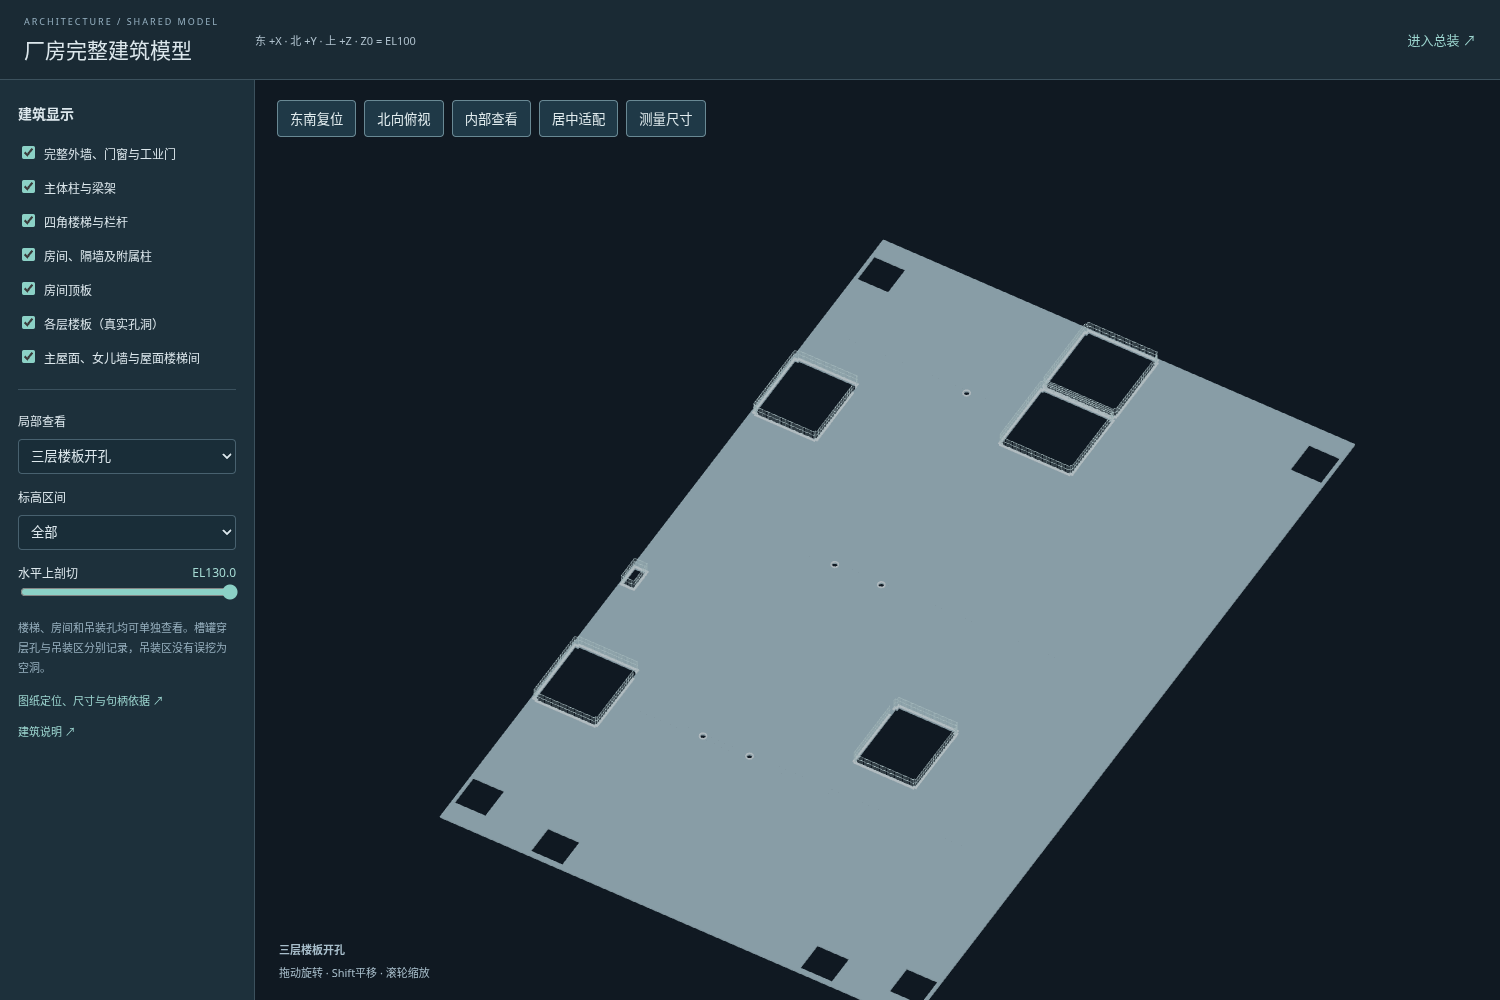 ARCHITECTURE / SHARED MODEL
厂房完整建筑模型
东 +X · 北 +Y · 上 +Z · Z0 = EL100
进入总装 ↗
建筑显示
完整外墙、门窗与工业门
主体柱与梁架
四角楼梯与栏杆
房间、隔墙及附属柱
房间顶板
各层楼板（真实孔洞）
主屋面、女儿墙与屋面楼梯间
局部查看
三层楼板开孔
标高区间
全部
水平上剖切 EL130.0
楼梯、房间和吊装孔均可单独查看。槽罐穿
层孔与吊装区分别记录，吊装区没有误挖为
空洞。
图纸定位、尺寸与句柄依据 ↗
建筑说明 ↗
东南复位 北向俯视 内部查看 居中适配 测量尺寸
三层楼板开孔
拖动旋转 · Shift平移 · 滚轮缩放